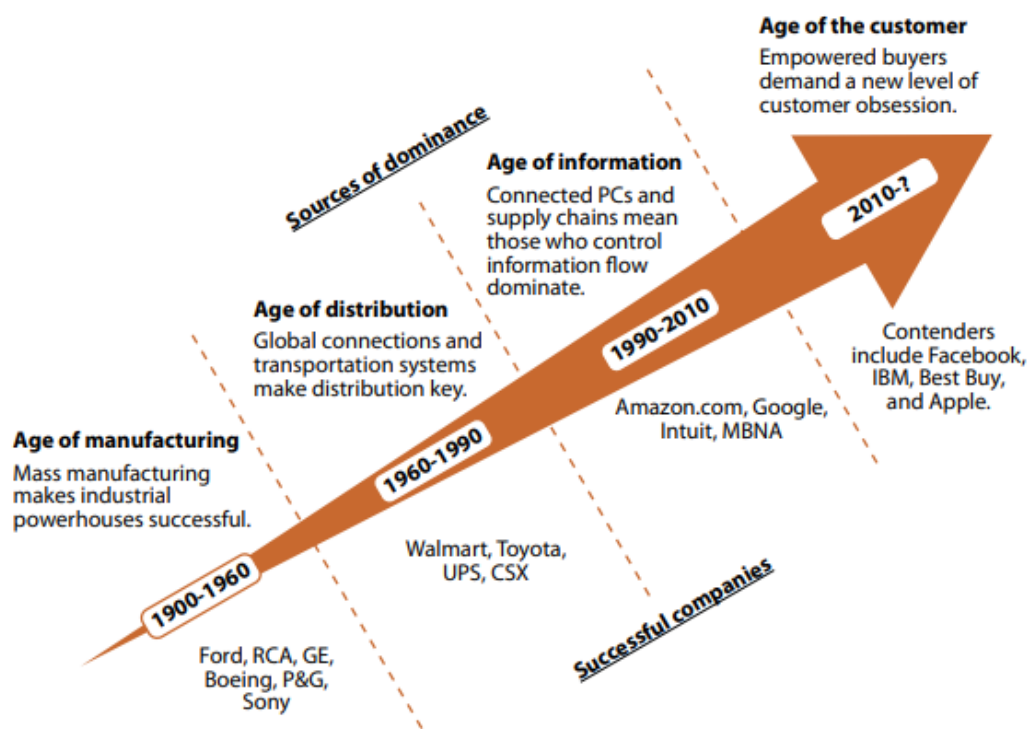 Age of the customer
Empowered buyers
demand a new level of
customer obsession.
Sources of dominance
Age of information
Connected PCs and
supply chains mean
those who control
information flow
dominate.
2010-?
Age of distribution
Global connections and
transportation systems
make distribution key.
1990-2010
Contenders
include Facebook,
IBM, Best Buy,
and Apple.
Amazon.com, Google,
Intuit, MBNA
Age of manufacturing
Mass manufacturing
makes industrial
powerhouses successful.
1960-1990
Walmart, Toyota,
UPS, CSX
1900-1960
Successful companies
Ford, RCA, GE,
Boeing, P&G,
Sony